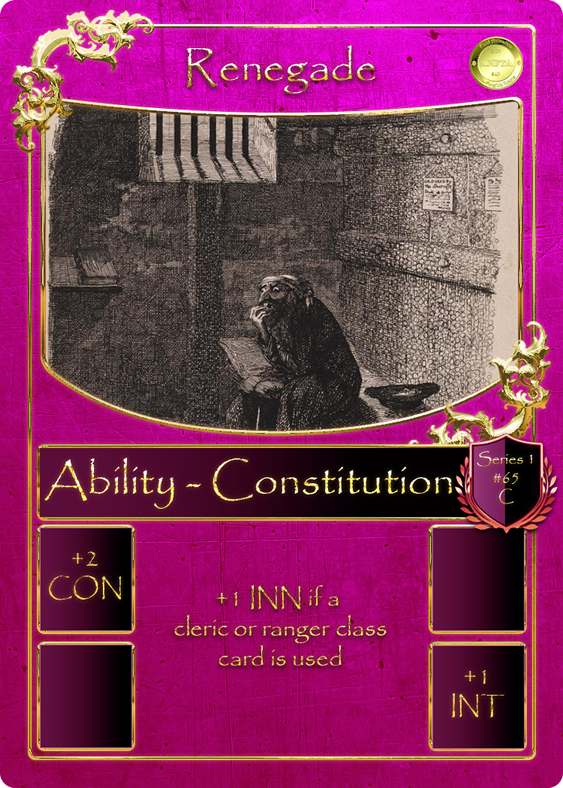 Renegade
Ability - Constitution
Series 1
#65
C
+2
CON
+1 INN if a
cleric or ranger class
card is used
+1
INT